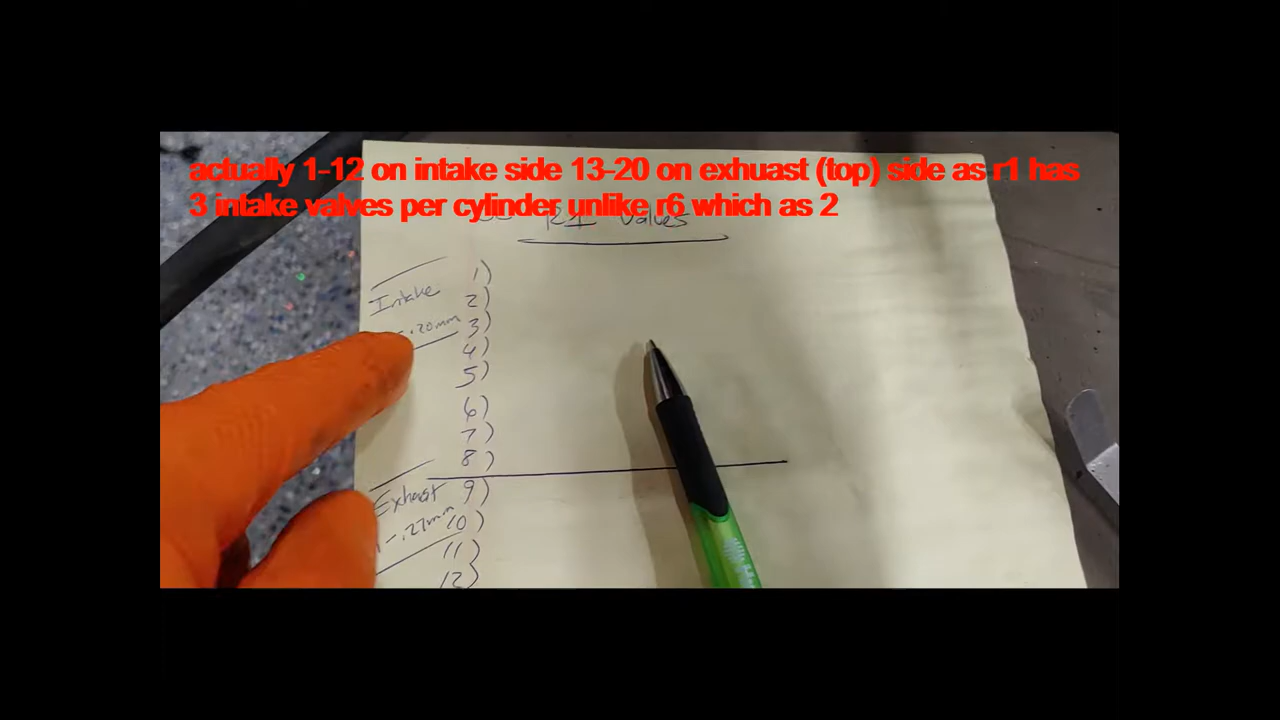 actually 1-12 on intake side 13-20 on exhuast (top) side as r1 has
3 intake valves per cylinder unlike r6 which as 2
R1 Valves
1)
Intake
2)
.20mm 3)
4)
5)
6)
7)
8)
9)
Exhaust
.27mm 10)
11)
12)